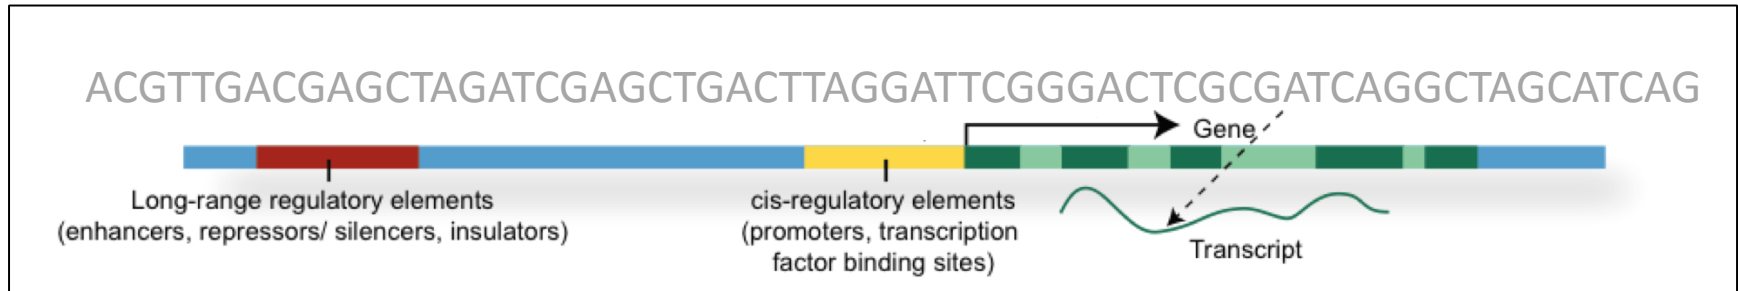 ACGTTGACGAGCTAGATCGAGCTGACTTAGGATTCGGGACTCGCGATCAGGCTAGCATCAG
Gene
Long-range regulatory elements
(enhancers, repressors/ silencers, insulators)
cis-regulatory elements
(promoters, transcription
factor binding sites)
Transcript